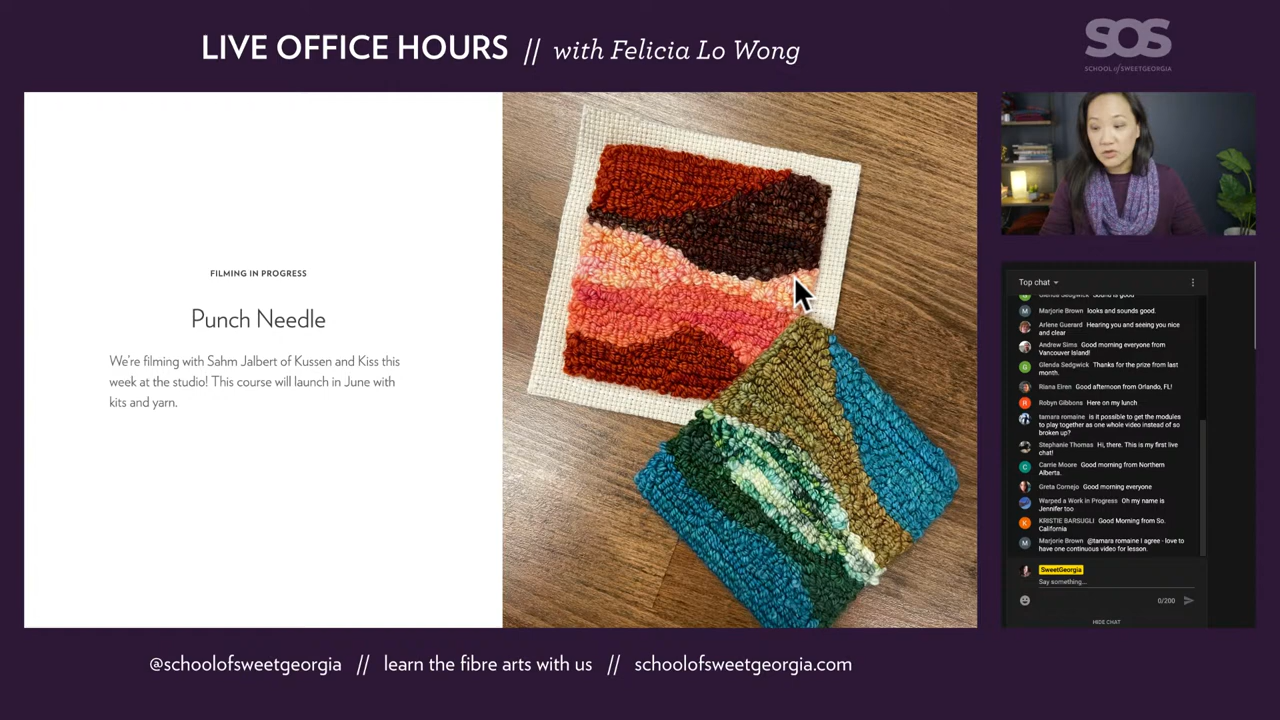 LIVE OFFICE HOURS // with Felicia Lo Wong
SOS
SCHOOL of SWEETGEORGIA
FILMING IN PROGRESS
Punch Needle
We're filming with Sahm Jalbert of Kussen and Kiss this
week at the studio! This course will launch in June with
kits and yarn.
Top chat
Glenda Sedgwick Sound is good
M Marjorie Brown looks and sounds good.
Arlene Guerard Hearing you and seeing you nice
and clear
Andrew Sims Good morning everyone from
Vancouver Island!
G Glenda Sedgwick Thanks for the prize from last
month.
Riana Eiren Good afternoon from Orlando, FL!
R Robyn Gibbons Here on my lunch
tamara romaine is it possible to get the modules
to play together as one whole video instead of so
broken up?
Stephanie Thomas Hi, there. This is my first live
chat!
C Carrie Moore Good morning from Northern
Alberta.
Greta Cornejo Good morning everyone
Warped a Work in Progress Oh my name is
Jennifer too
K KRISTIE BARSUGLI Good Morning from So.
California
M Marjorie Brown @tamara romaine I agree - love to
have one continuous video for lesson.
SweetGeorgia
Say something...
0/200
HIDE CHAT
@schoolofsweetgeorgia // learn the fibre arts with us // schoolofsweetgeorgia.com